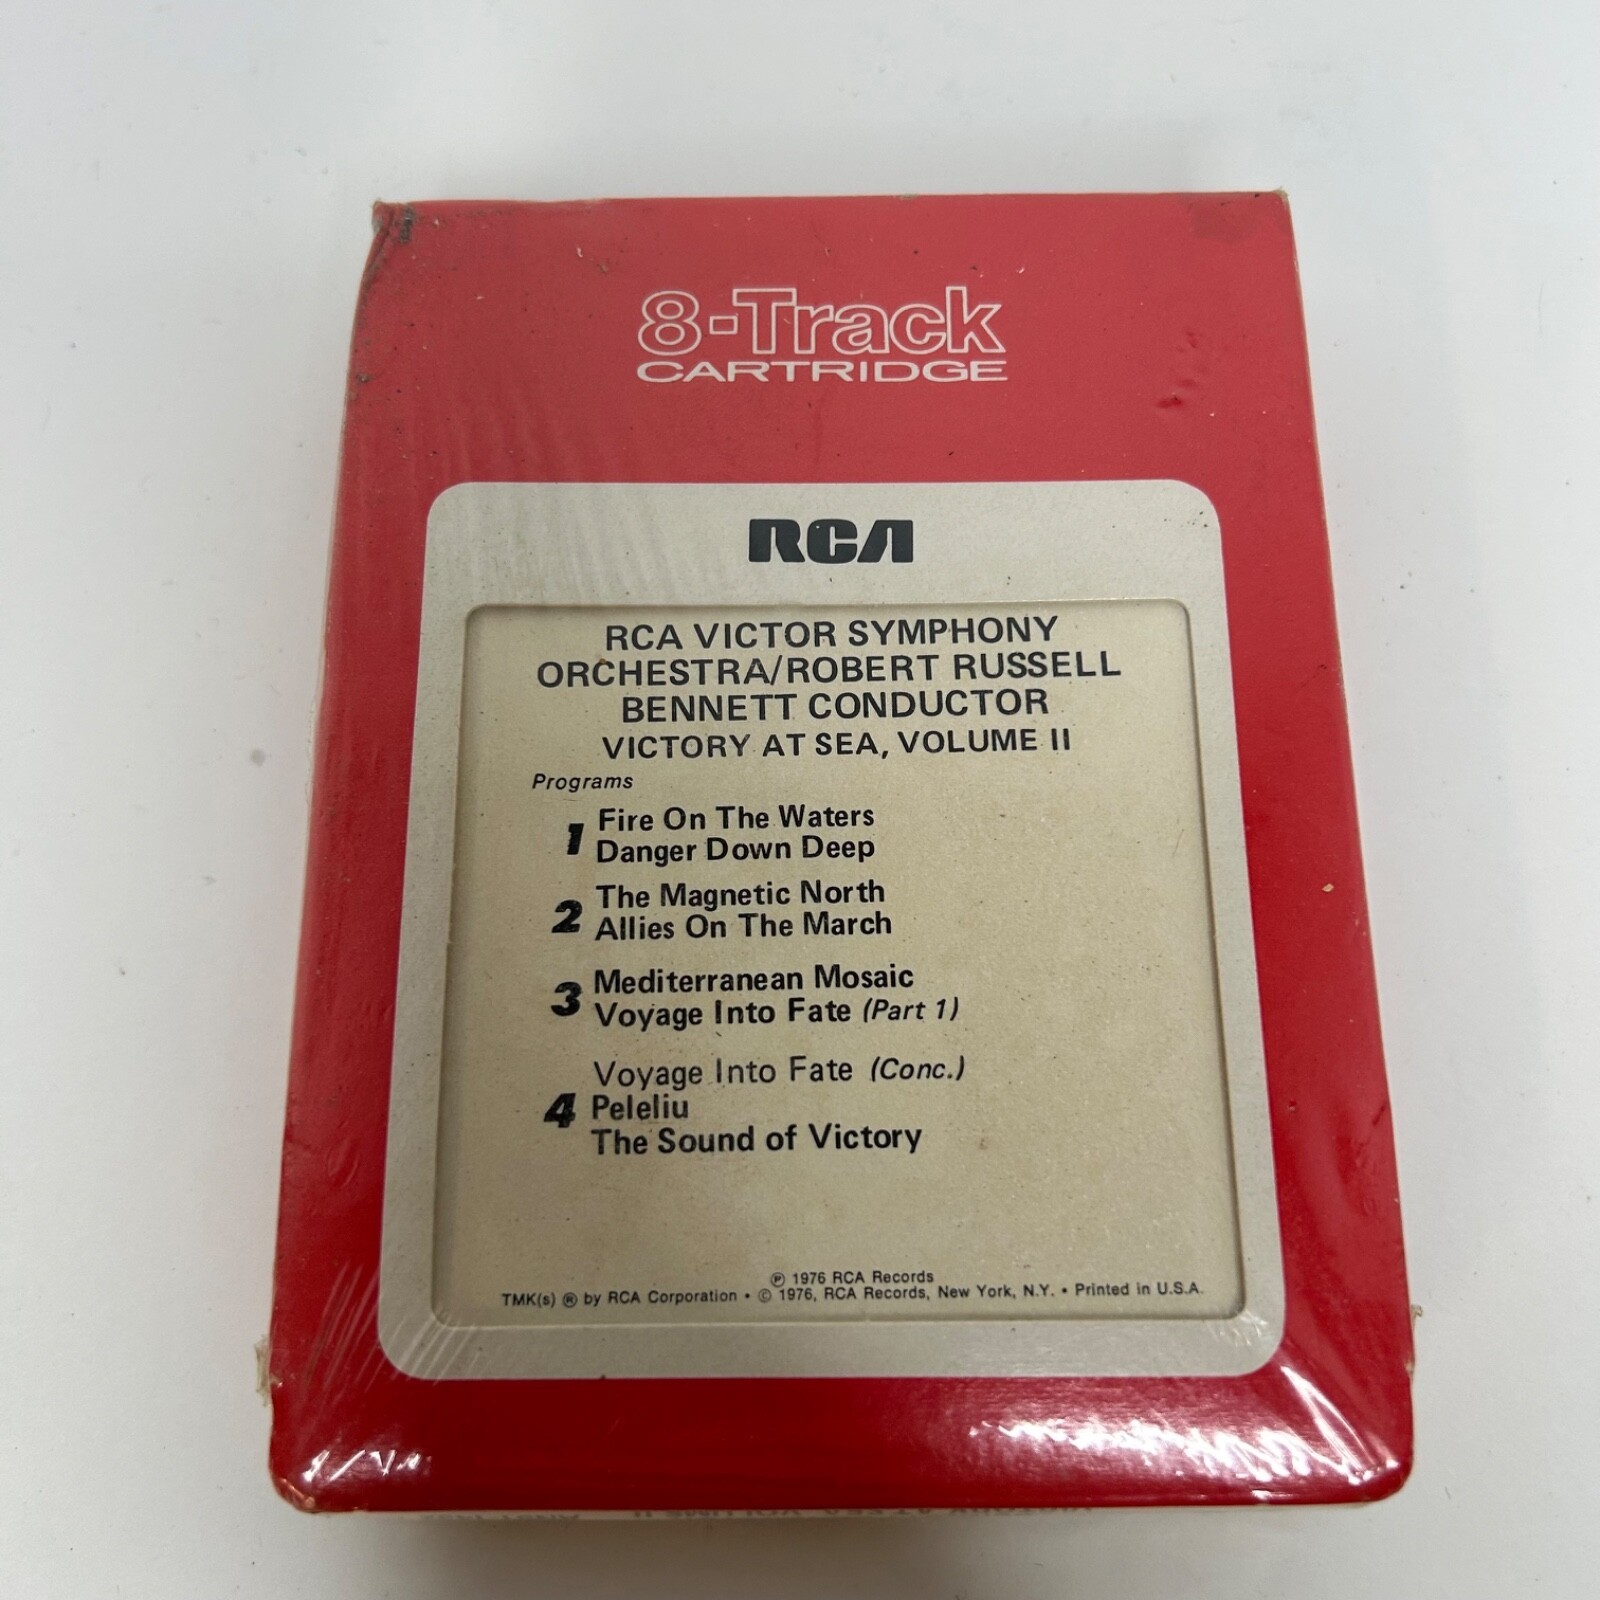 8-Track
CARTRIDGE
RCA
RCA VICTOR SYMPHONY
ORCHESTRA/ROBERT RUSSELL
BENNETT CONDUCTOR
VICTORY AT SEA, VOLUME II
Programs
1 Fire On The Waters
Danger Down Deep
2 The Magnetic North
Allies On The March
3 Mediterranean Mosaic
Voyage Into Fate (Part 1)
Voyage Into Fate (Conc.)
4 Peleliu
The Sound of Victory
℗ 1976 RCA Records
TMK(s) ® by RCA Corporation • © 1976, RCA Records, New York, N.Y. • Printed in U.S.A.